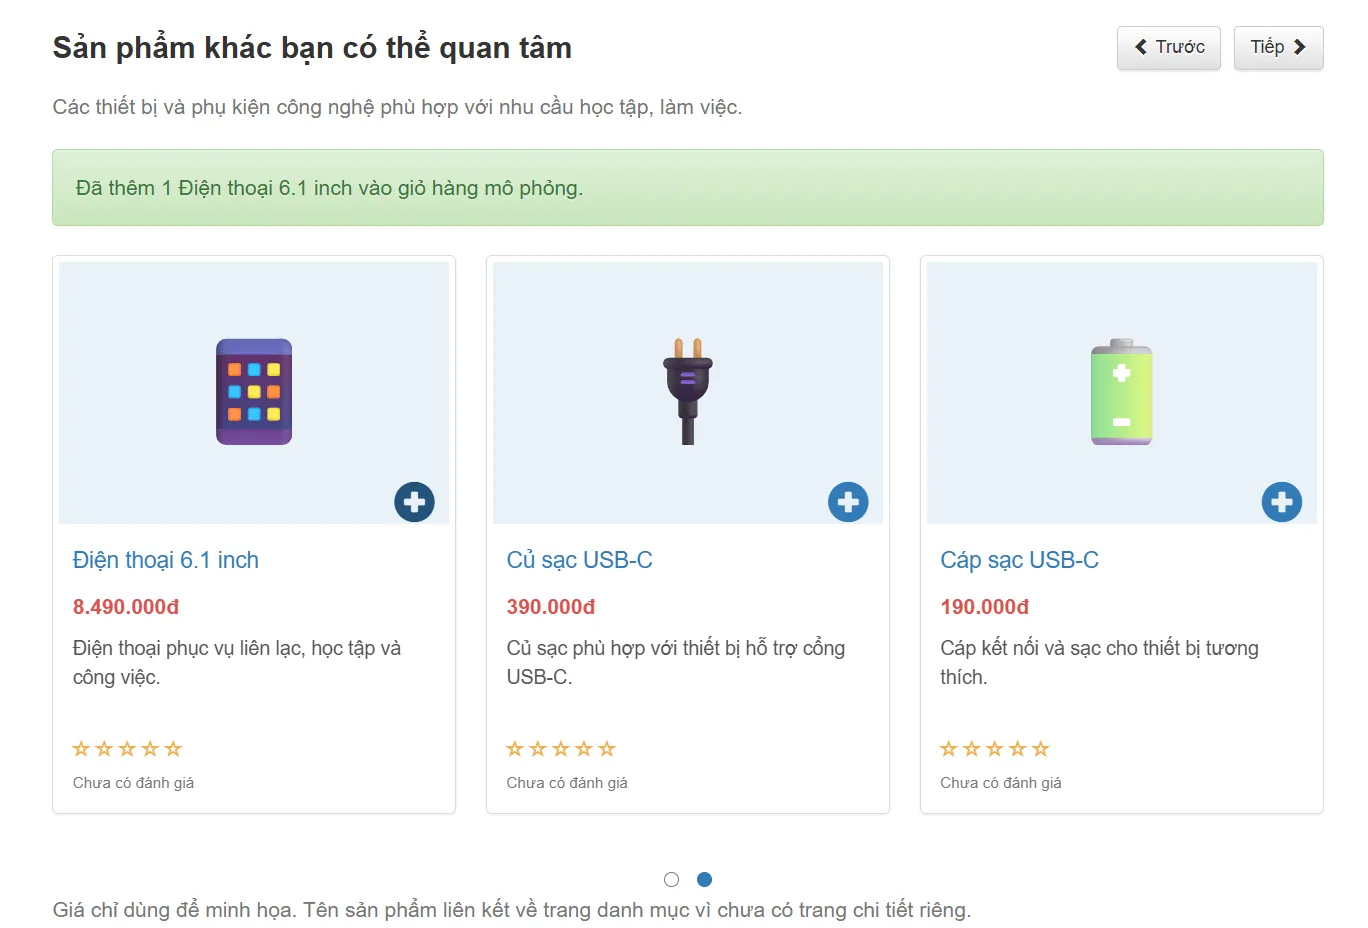 Sản phẩm khác bạn có thể quan tâm
Trước
Tiếp
Các thiết bị và phụ kiện công nghệ phù hợp với nhu cầu học tập, làm việc.
Đã thêm 1 Điện thoại 6.1 inch vào giỏ hàng mô phỏng.
Điện thoại 6.1 inch
8.490.000đ
Điện thoại phục vụ liên lạc, học tập và
công việc.
Chưa có đánh giá
Củ sạc USB-C
390.000đ
Củ sạc phù hợp với thiết bị hỗ trợ cổng
USB-C.
Chưa có đánh giá
Cáp sạc USB-C
190.000đ
Cáp kết nối và sạc cho thiết bị tương
thích.
Chưa có đánh giá
Giá chỉ dùng để minh họa. Tên sản phẩm liên kết về trang danh mục vì chưa có trang chi tiết riêng.